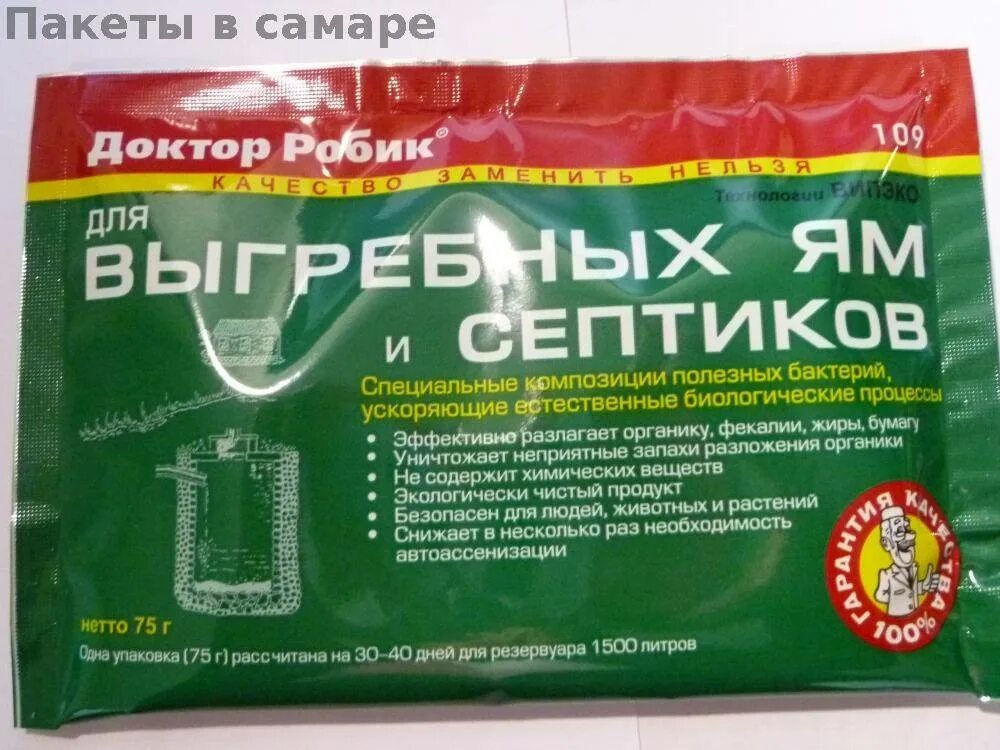 Пакеты в самаре
Доктор Робик®
109
КАЧЕСТВО ЗАМЕНИТЬ НЕЛЬЗЯ
Технологии ВИПЭКО
ДЛЯ
ВЫГРЕБНЫХ ЯМ
И СЕПТИКОВ
Специальные композиции полезных бактерий,
ускоряющие естественные биологические процессы
• Эффективно разлагает органику, фекалии, жиры, бумагу
• Уничтожает неприятные запахи разложения органики
• Не содержит химических веществ
• Экологически чистый продукт
• Безопасен для людей, животных и растений
• Снижает в несколько раз необходимость
автоассенизации
ГАРАНТИЯ КАЧЕСТВА
100%
нетто 75 г
Одна упаковка (75 г) рассчитана на 30–40 дней для резервуара 1500 литров